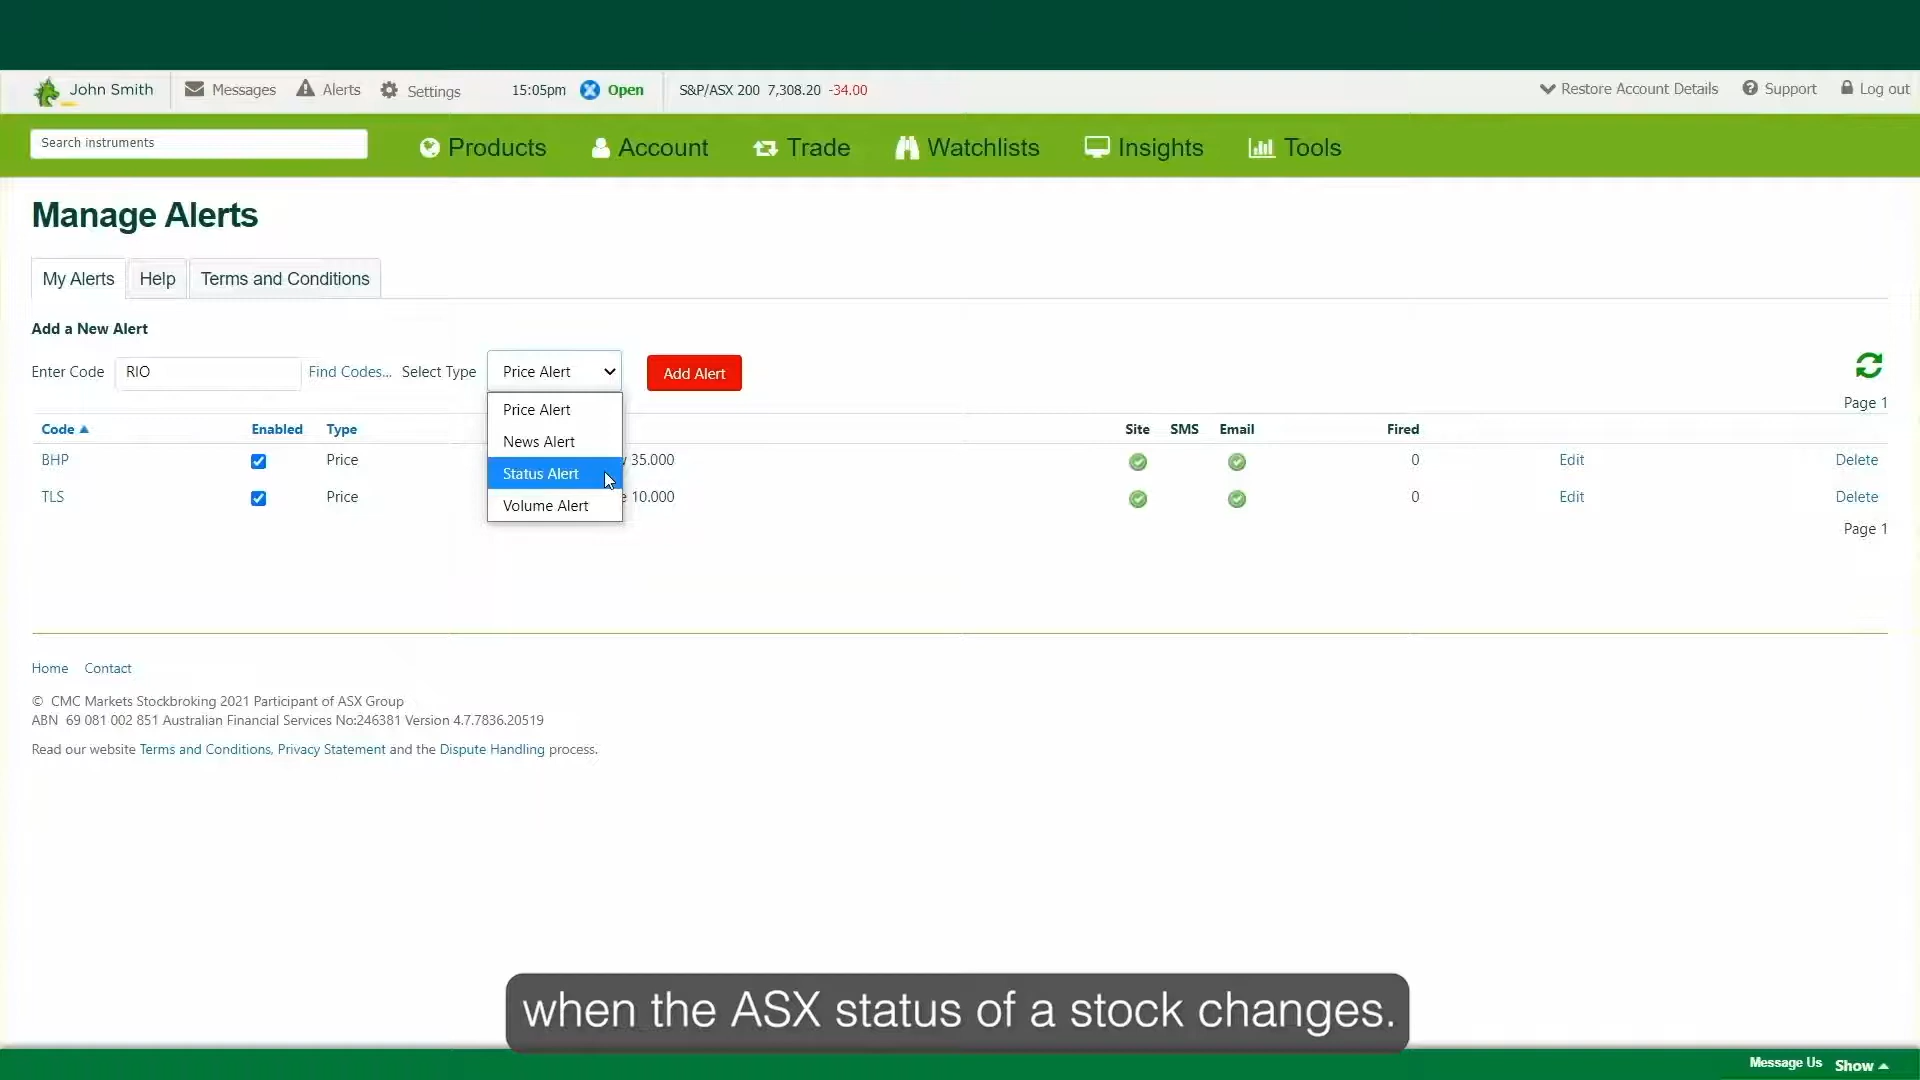 John Smith Messages Alerts Settings 15:05pm Open S&P/ASX 200 7,308.20 -34.00 Restore Account Details Support Log out
Search instruments Products Account Trade Watchlists Insights Tools
Manage Alerts
My Alerts Help Terms and Conditions
Add a New Alert
Enter Code RIO Find Codes... Select Type Price Alert Add Alert
Page 1
Price Alert
News Alert
Status Alert
Volume Alert
Code Enabled Type Site SMS Email Fired
BHP Price 35.000 0 Edit Delete
TLS Price 10.000 0 Edit Delete
Page 1
Home Contact
© CMC Markets Stockbroking 2021 Participant of ASX Group
ABN 69 081 002 851 Australian Financial Services No:246381 Version 4.7.7836.20519
Read our website Terms and Conditions, Privacy Statement and the Dispute Handling process.
when the ASX status of a stock changes.
Message Us Show